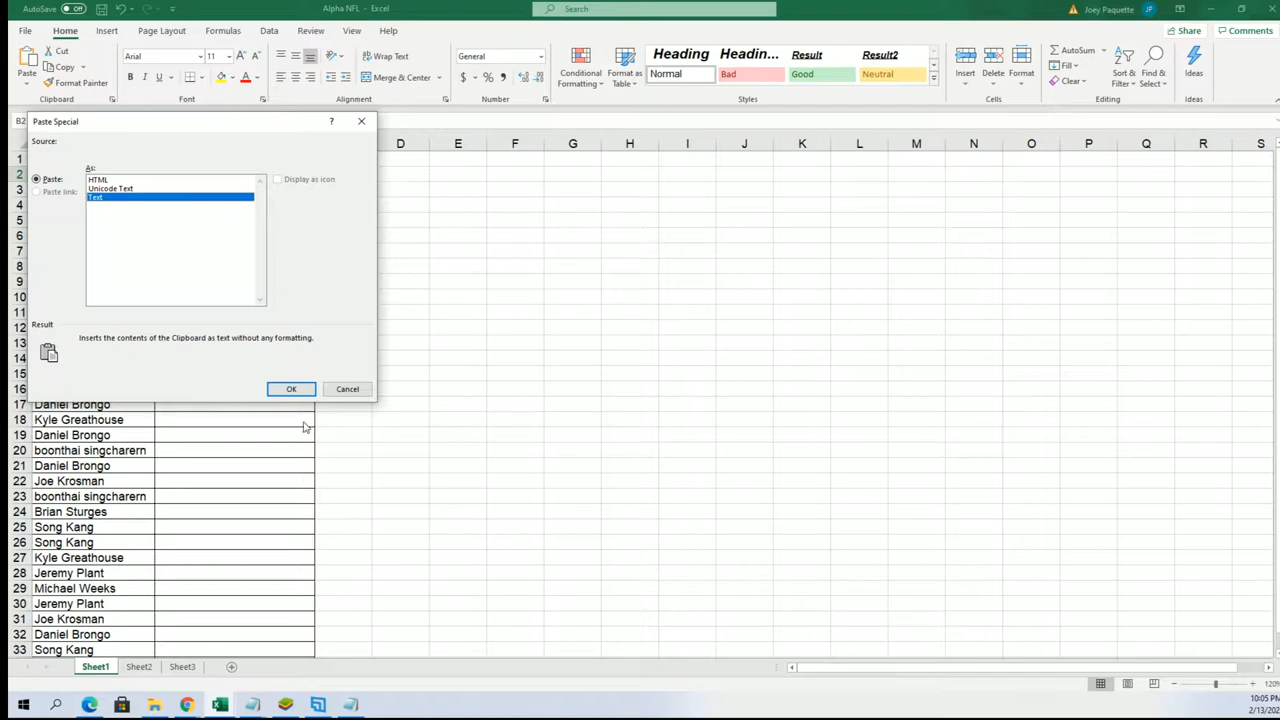 AutoSave Off
Alpha NFL - Excel
Search
Joey Paquette JP
File Home Insert Page Layout Formulas Data Review View Help
Share Comments
Paste
Cut
Copy
Format Painter
Clipboard
Arial 11
B I U
Font
Wrap Text
Merge & Center
Alignment
General
$ % 9
Number
Conditional Formatting
Format as Table
Heading Headin... Result Result2
Normal Bad Good Neutral
Styles
Insert Delete Format
Cells
AutoSum
Fill
Clear
Sort & Filter
Find & Select
Editing
Ideas
Ideas
B2
Paste Special ?
Source:
As:
Paste:
Paste link:
HTML
Unicode Text
Text
Display as icon
Result
Inserts the contents of the Clipboard as text without any formatting.
OK Cancel
D E F G H I J K L M N O P Q R S
1
2
3
4
5
6
7
8
9
10
11
12
13
14
15
16
17 Daniel Brongo
18 Kyle Greathouse
19 Daniel Brongo
20 boonthai singcharern
21 Daniel Brongo
22 Joe Krosman
23 boonthai singcharern
24 Brian Sturges
25 Song Kang
26 Song Kang
27 Kyle Greathouse
28 Jeremy Plant
29 Michael Weeks
30 Jeremy Plant
31 Joe Krosman
32 Daniel Brongo
33 Song Kang
Sheet1 Sheet2 Sheet3
120%
10:05 PM
2/13/202